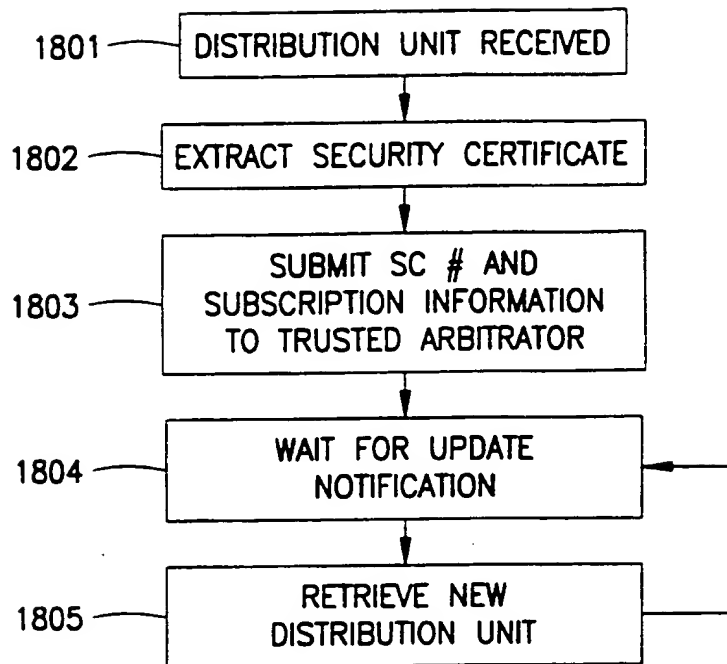 1801 DISTRIBUTION UNIT RECEIVED
1802 EXTRACT SECURITY CERTIFICATE
SUBMIT SC # AND
1803 SUBSCRIPTION INFORMATION
TO TRUSTED ARBITRATOR
1804 WAIT FOR UPDATE
NOTIFICATION
1805 RETRIEVE NEW
DISTRIBUTION UNIT